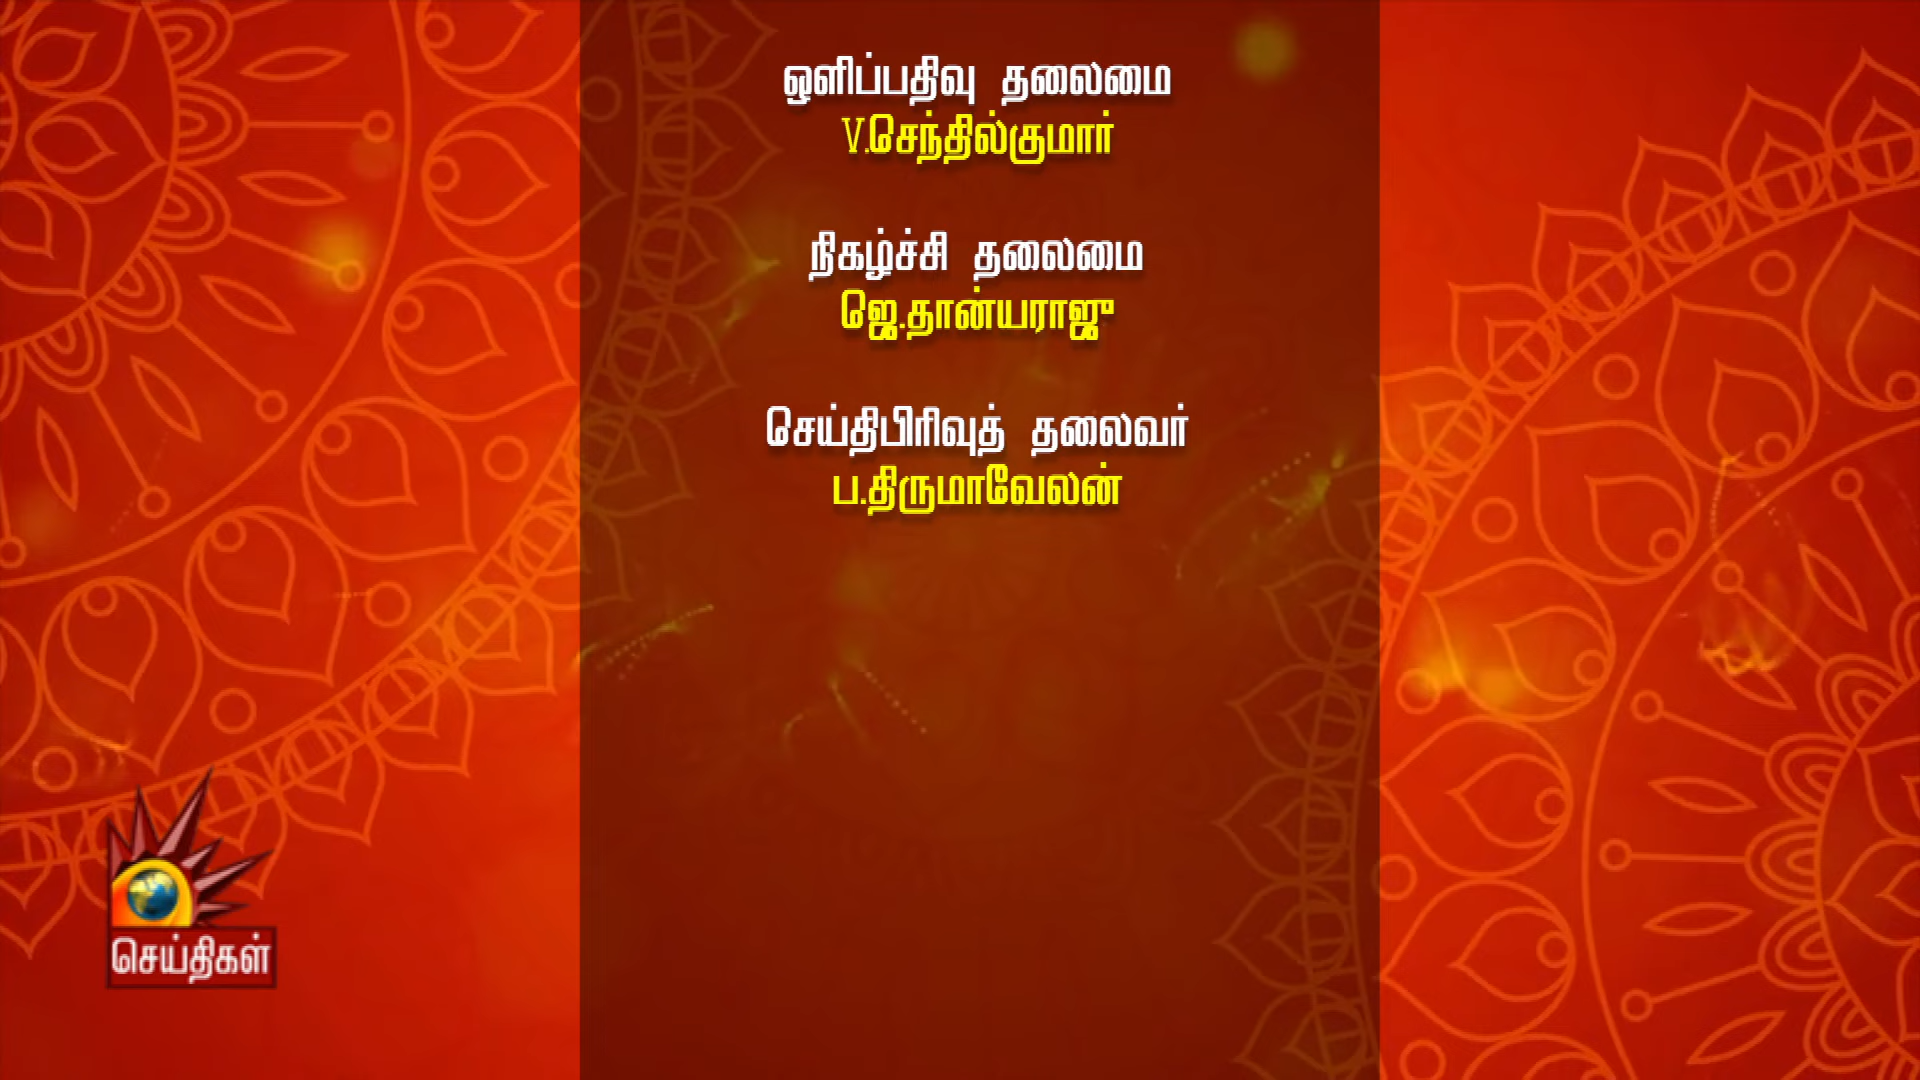 ஒளிப்பதிவு தலைமை
V.செந்தில்குமார்
நிகழ்ச்சி தலைமை
ஜே.தான்யராஜு
செய்திபிரிவுத் தலைவர்
ப.திருமாவேலன்
செய்திகள்